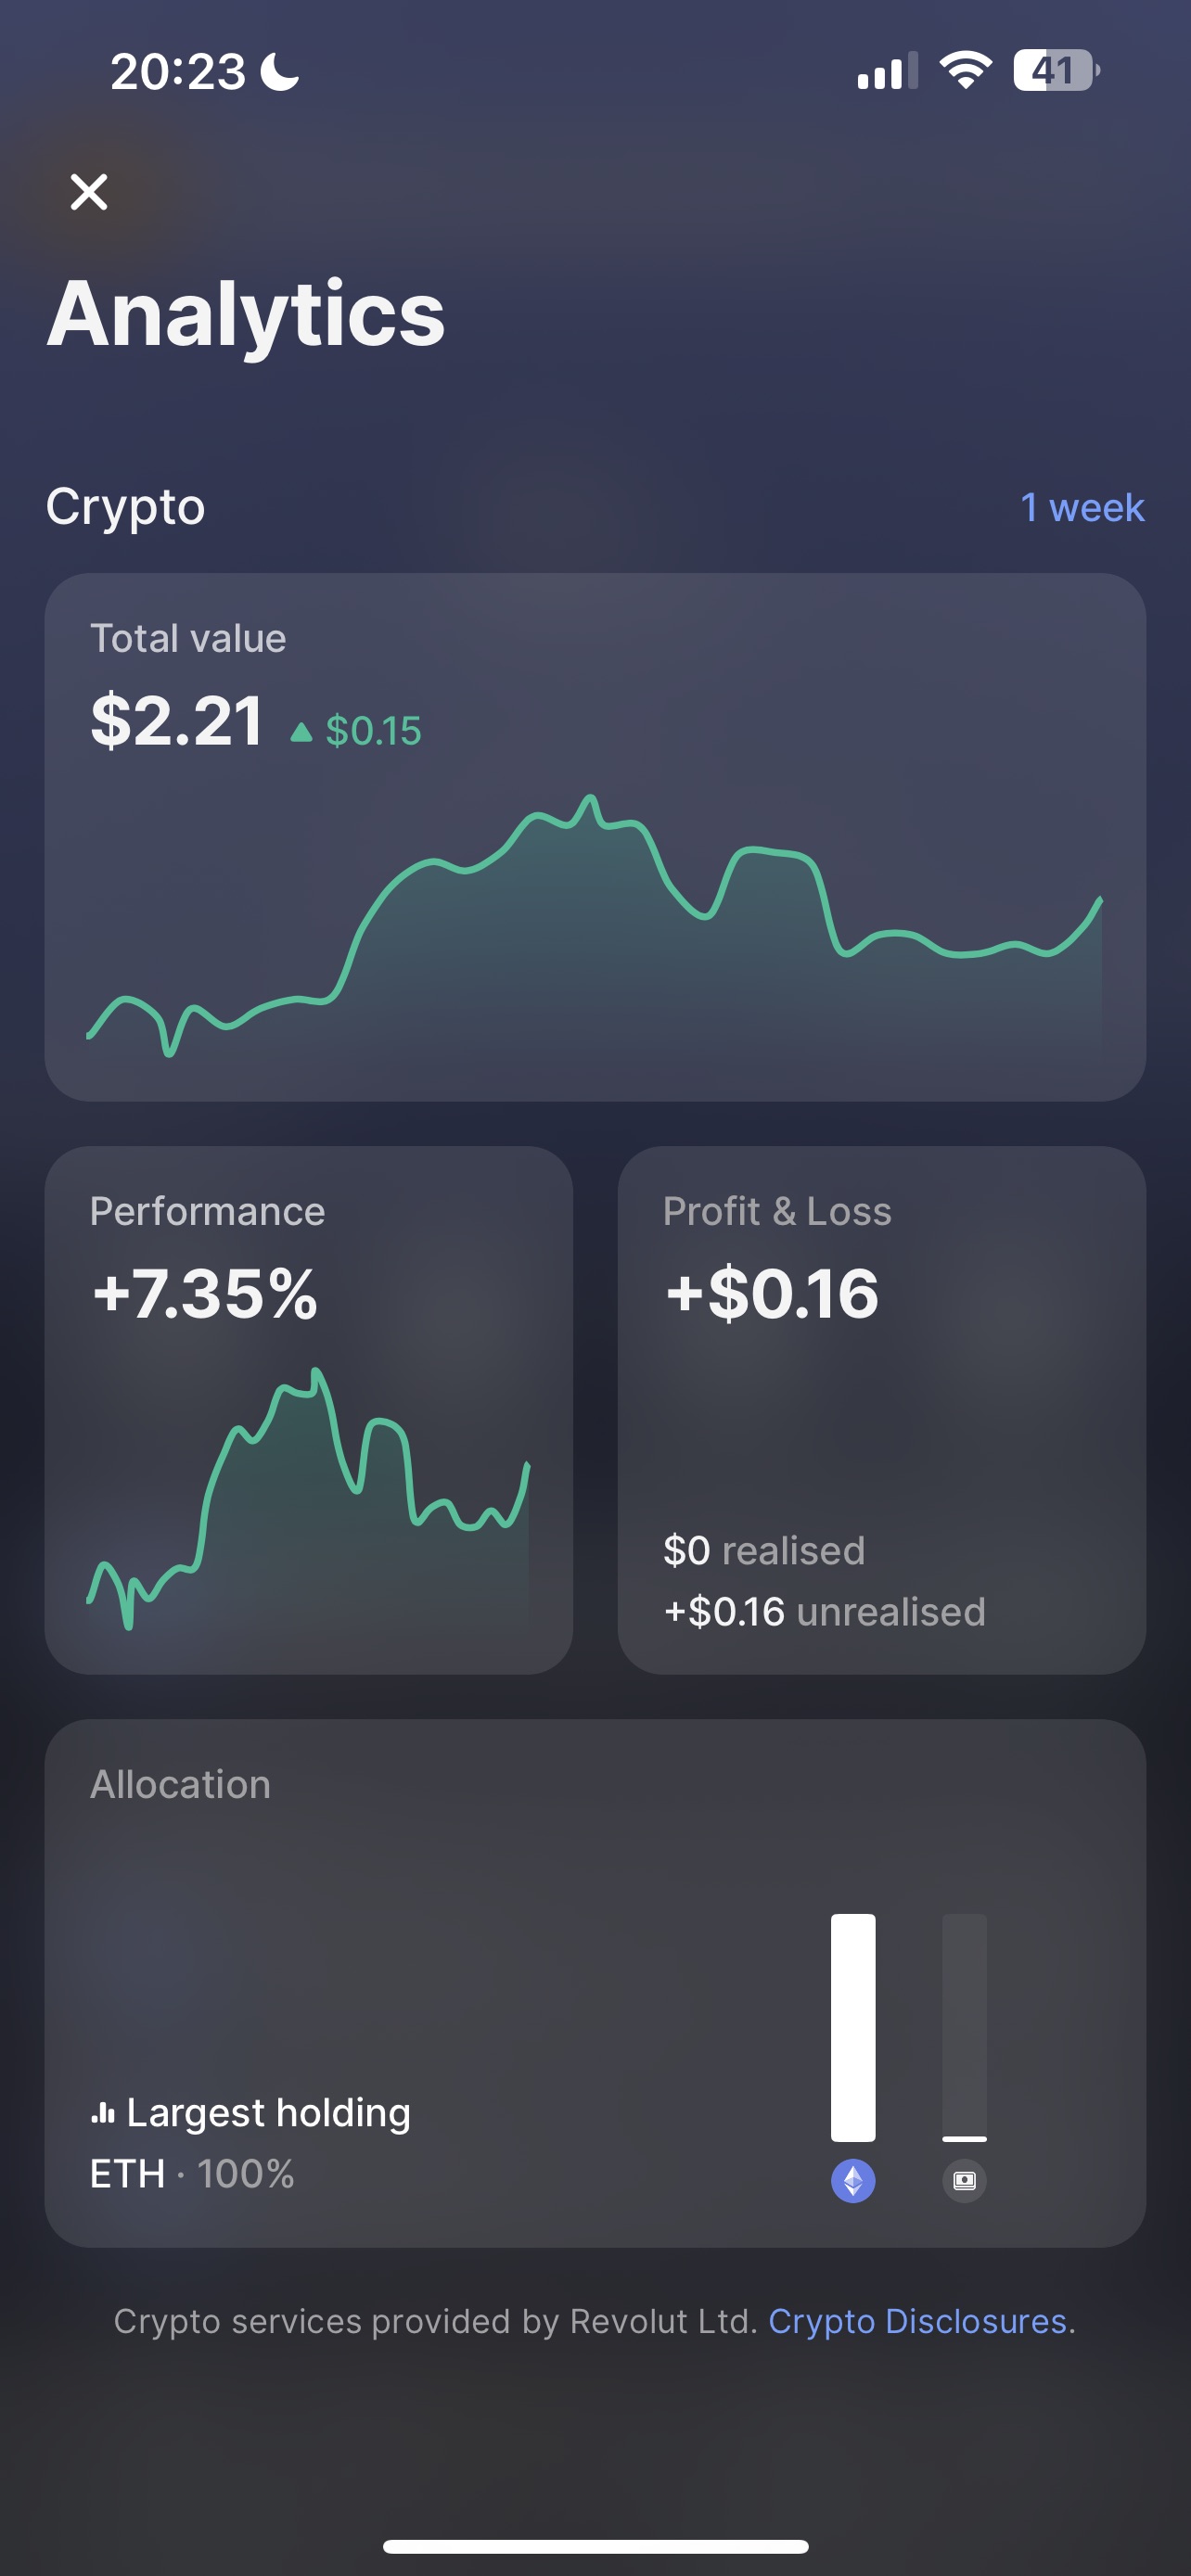 20:23
41
Analytics
Crypto
1 week
Total value
$2.21 ▲ $0.15
Performance
+7.35%
Profit & Loss
+$0.16
$0 realised
+$0.16 unrealised
Allocation
Largest holding
ETH · 100%
Crypto services provided by Revolut Ltd. Crypto Disclosures.